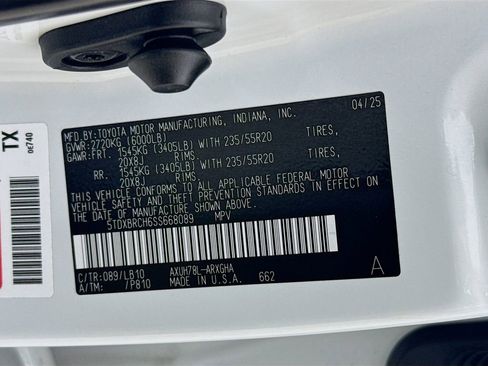 TX
0E740
MFD.BY: TOYOTA MOTOR MANUFACTURING, INDIANA, INC. 04/25
GVWR: 2720KG (6000LB)
GAWR: FRT. 1545KG (3405LB) WITH 235/55R20 TIRES,
20X8J RIMS
RR. 1545KG (3405LB) WITH 235/55R20 TIRES,
20X8J RIMS
THIS VEHICLE CONFORMS TO ALL APPLICABLE FEDERAL MOTOR
VEHICLE SAFETY AND THEFT PREVENTION STANDARDS IN EFFECT ON
THE DATE OF MANUFACTURE SHOWN ABOVE.
5TDXBRCH6SS668089 MPV
C/TR: 089/LB10 AXUH78L-ARXGHA
A/TM: /P810 MADE IN U.S.A. 662 A